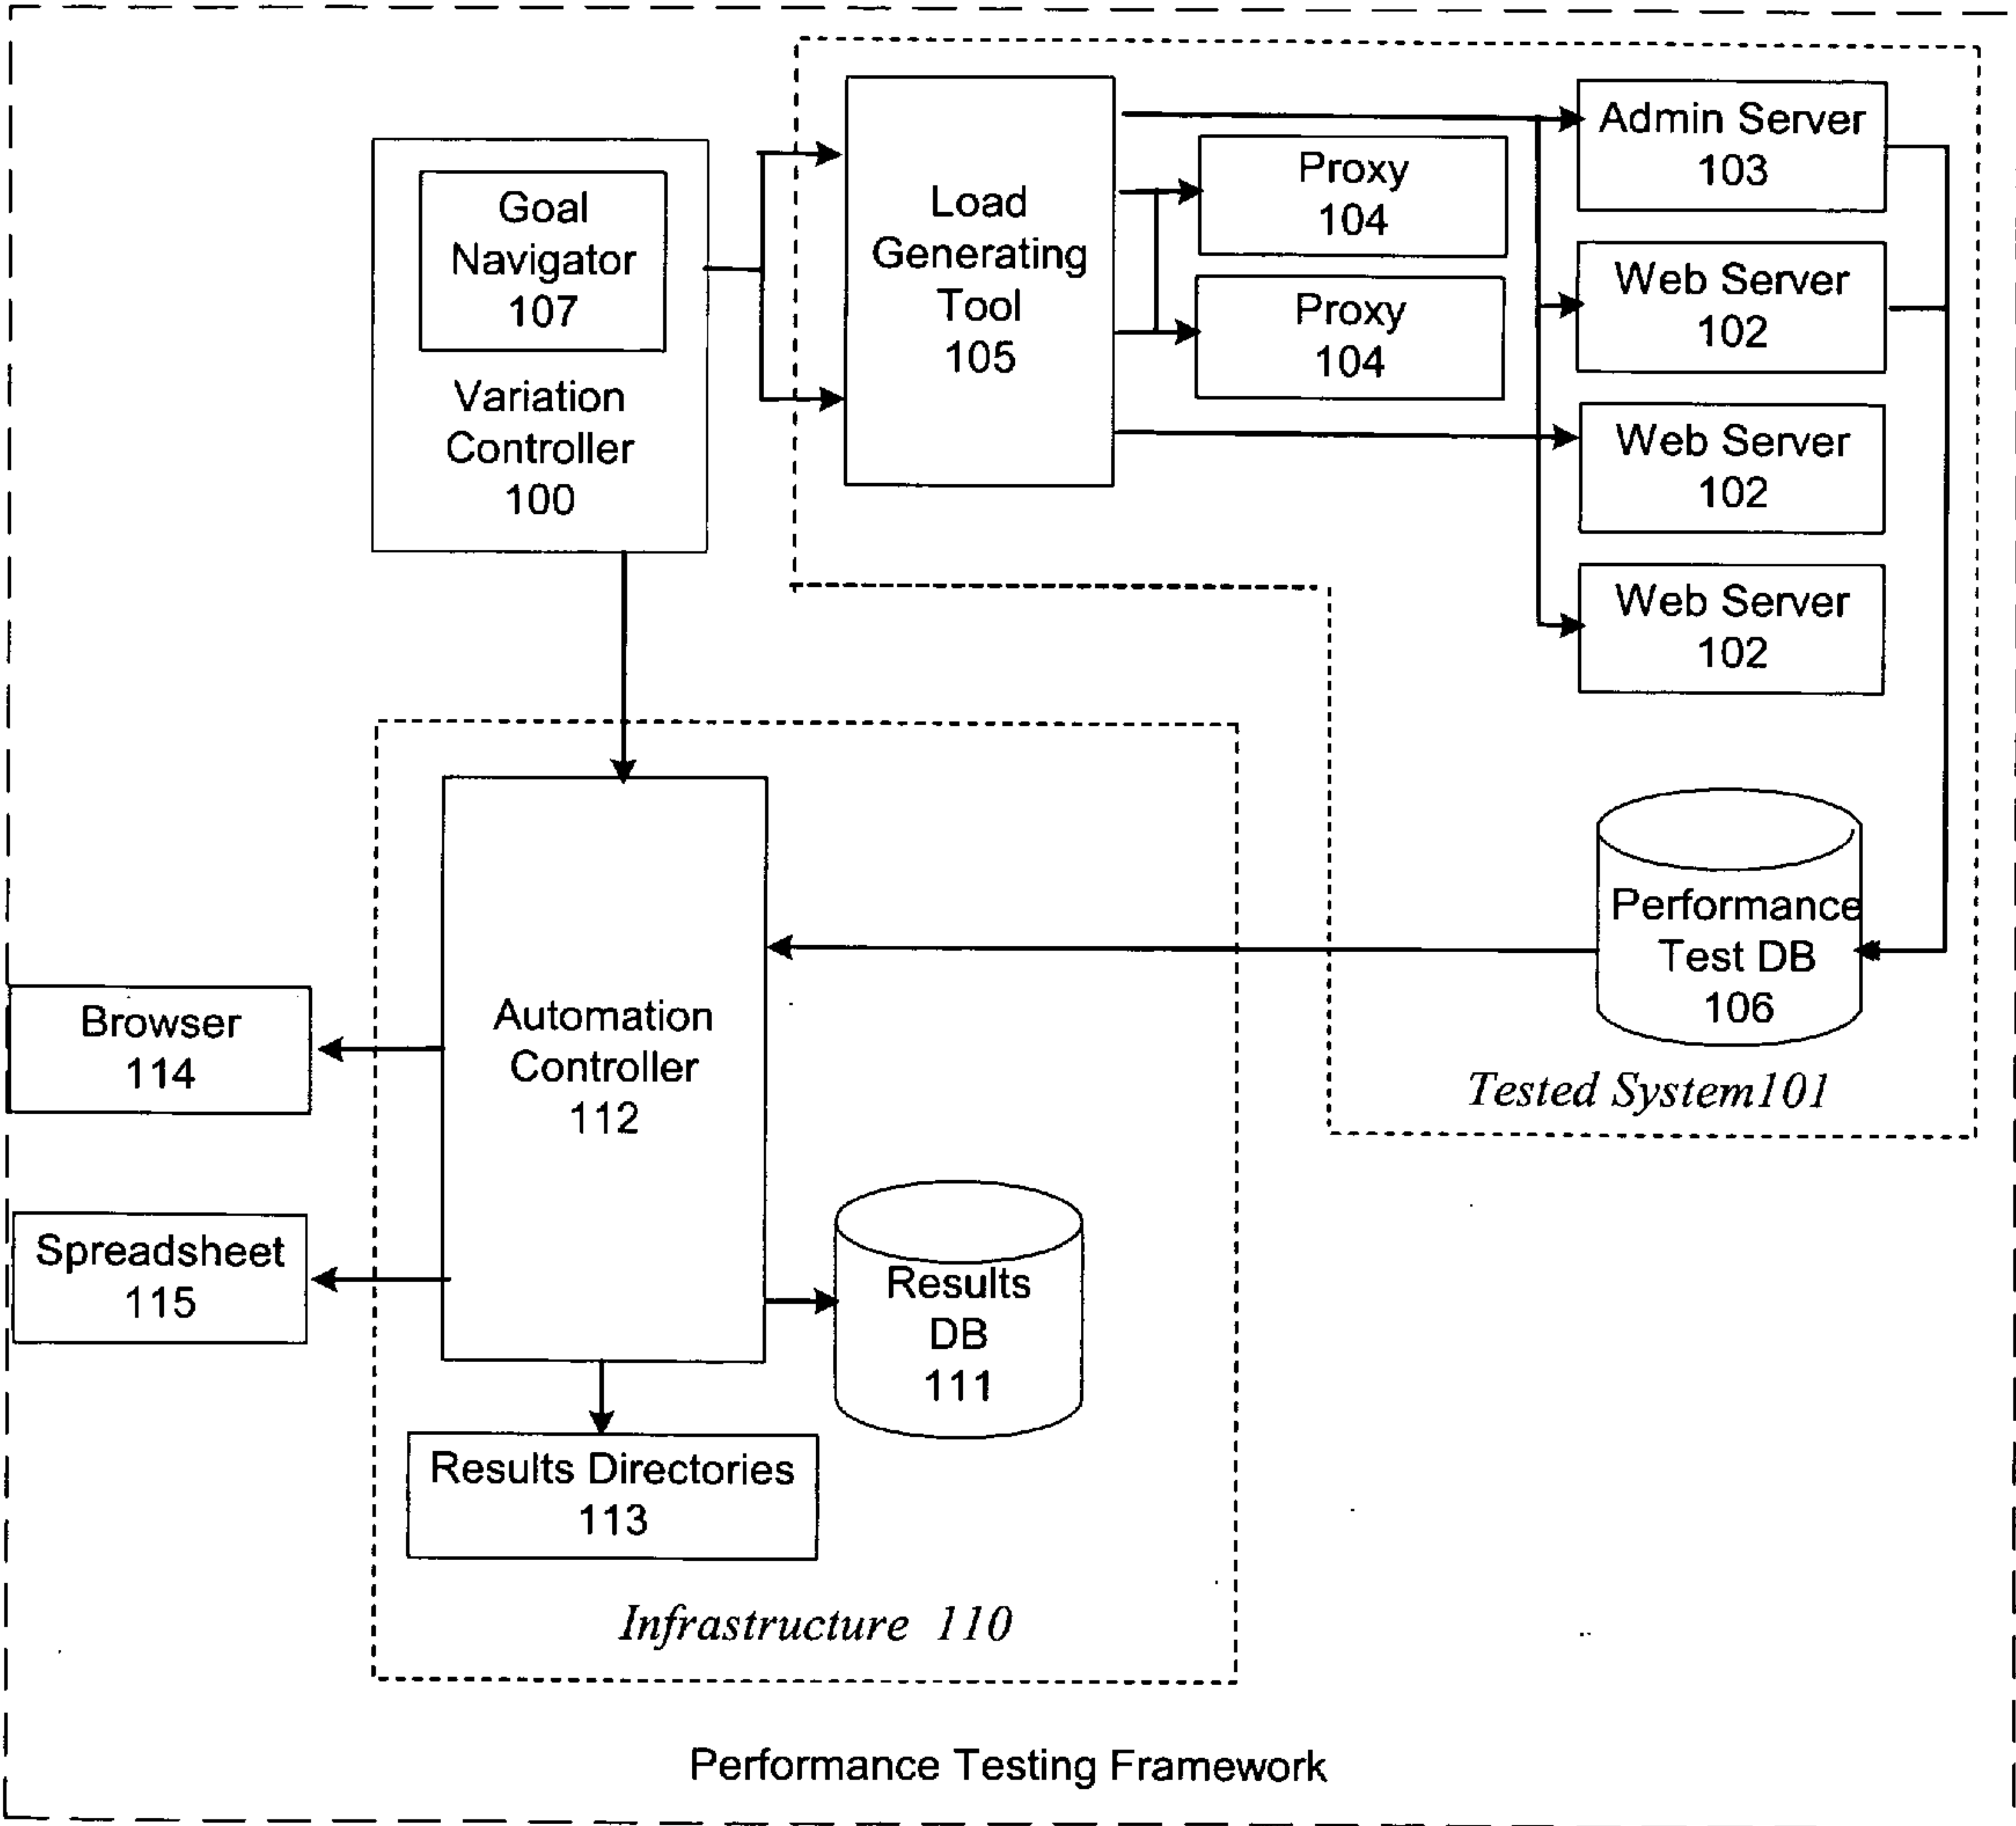 Goal
Navigator
107
Variation
Controller
100
Load
Generating
Tool
105
Proxy
104
Proxy
104
Admin Server
103
Web Server
102
Web Server
102
Web Server
102
Performance
Test DB
106
Tested System101
Automation
Controller
112
Browser
114
Spreadsheet
115
Results
DB
111
Results Directories
113
Infrastructure 110
Performance Testing Framework